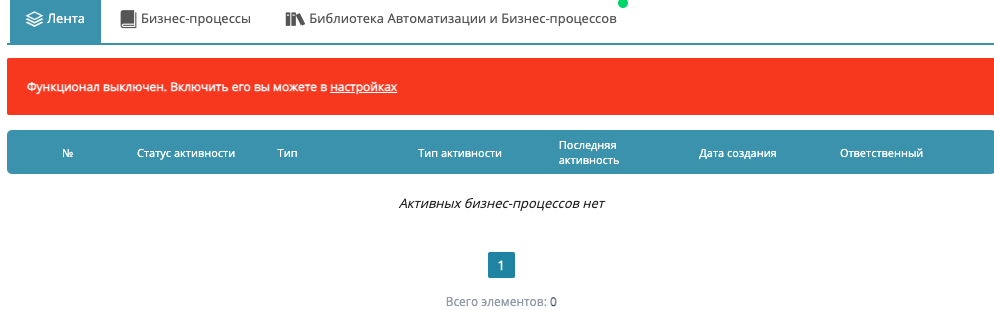 Лента Бизнес-процессы Библиотека Автоматизации и Бизнес-процессов
Функционал выключен. Включить его вы можете в настройках
№ Статус активности Тип Тип активности Последняя активность Дата создания Ответственный
Активных бизнес-процессов нет
1
Всего элементов: 0